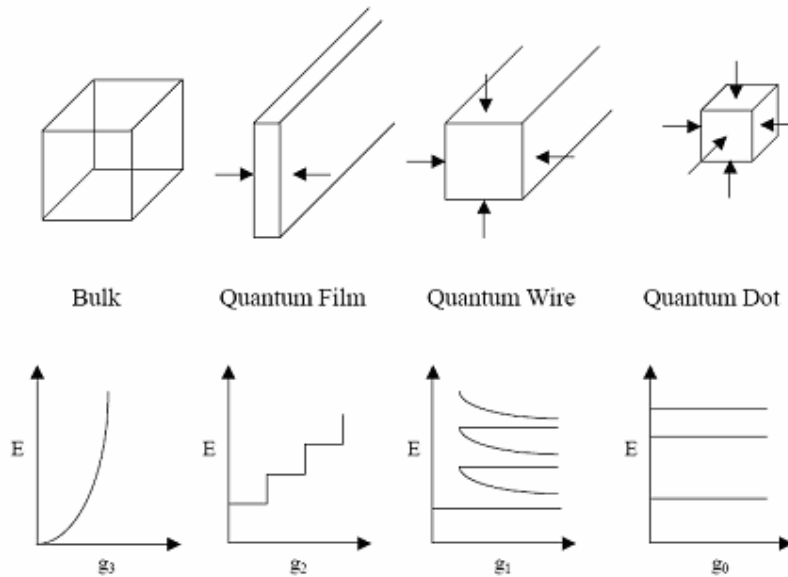 Bulk Quantum Film Quantum Wire Quantum Dot
E E E E
g₃ g₂ g₁ g₀